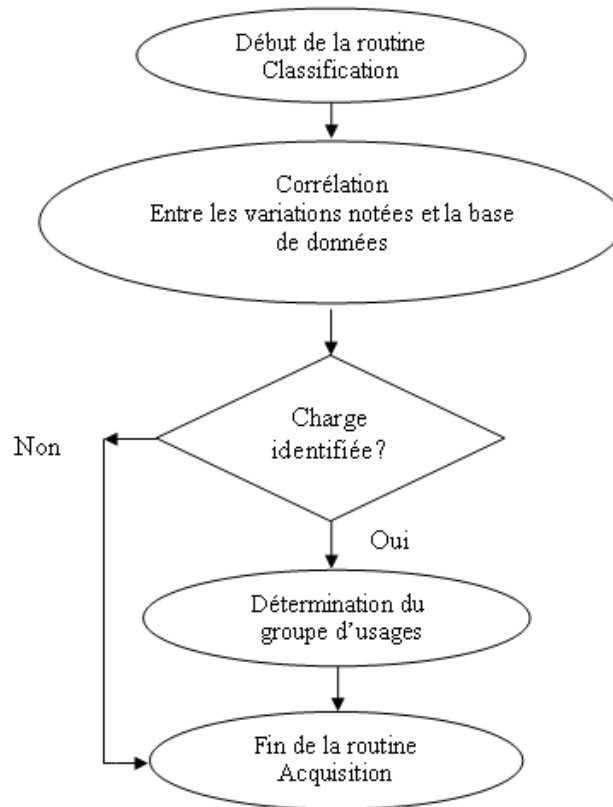 Début de la routine
Classification
Corrélation
Entre les variations notées et la base
de données
Charge
identifiée?
Non
Oui
Détermination du
groupe d'usages
Fin de la routine
Acquisition